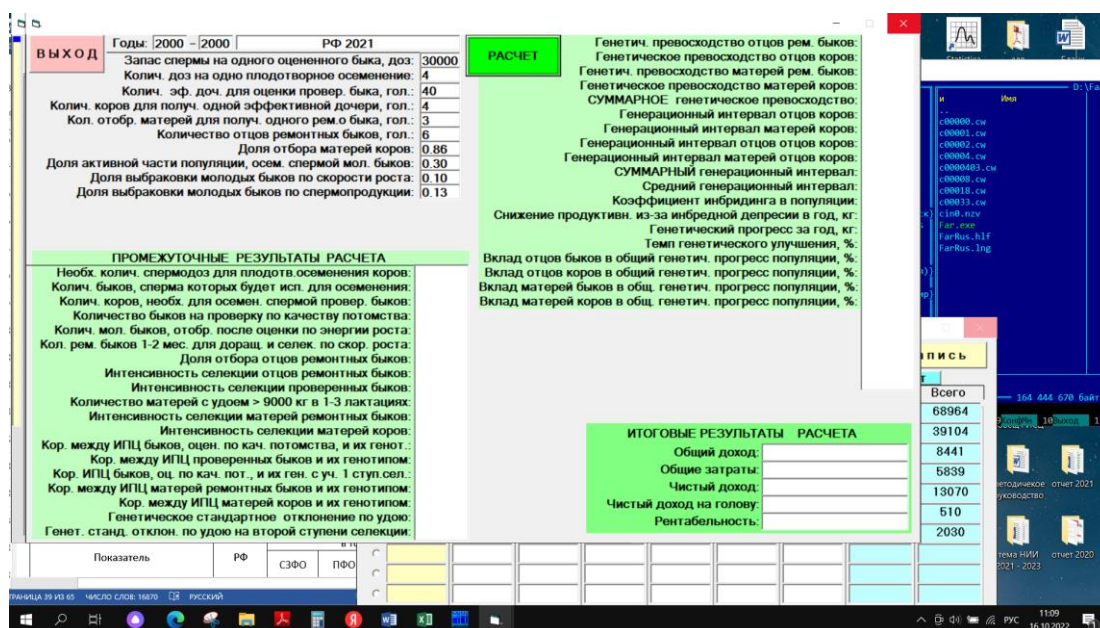 ВЫХОД
Годы: 2000 - 2000 РФ 2021
Запас спермы на одного оцененного быка, доз: 30000
Колич. доз на одно плодотворное осеменение: 4
Колич. эф. доч. для оценки провер. быка, гол.: 40
Колич. коров для получ. одной эффективной дочери, гол.: 4
Кол. отобр. матерей для получ. одного рем.о быка, гол.: 3
Количество отцов ремонтных быков, гол.: 6
Доля отбора матерей коров: 0.86
Доля активной части популяции, осем. спермой мол. быков: 0.30
Доля выбраковки молодых быков по скорости роста: 0.10
Доля выбраковки молодых быков по спермопродукции: 0.13
ПРОМЕЖУТОЧНЫЕ РЕЗУЛЬТАТЫ РАСЧЕТА
Необх. колич. спермодоз для плодотв.осеменения коров:
Колич. быков, сперма которых будет исп. для осеменения:
Колич. коров, необх. для осемен. спермой провер. быков:
Количество быков на проверку по качеству потомства:
Колич. мол. быков, отобр. после оценки по энергии роста:
Кол. рем. быков 1-2 мес. для доращ. и селек. по скор. роста:
Доля отбора отцов ремонтных быков:
Интенсивность селекции отцов ремонтных быков:
Интенсивность селекции проверенных быков:
Количество матерей с удоем > 9000 кг в 1-3 лактациях:
Интенсивность селекции матерей ремонтных быков:
Интенсивность селекции матерей коров:
Кор. между ИПЦ быков, оцен. по кач. потомства, и их генот.:
Кор. между ИПЦ проверенных быков и их генотипом:
Кор. ИПЦ быков, оц. по кач. пот., и их ген. с уч. 1 ступ.сел.:
Кор. между ИПЦ матерей ремонтных быков и их генотипом:
Кор. между ИПЦ матерей коров и их генотипом:
Генетическое стандартное отклонение по удою:
Генет. станд. отклон. по удою на второй ступени селекции:
РАСЧЕТ
Генетич. превосходство отцов рем. быков:
Генетическое превосходство отцов коров:
Генетич. превосходство матерей рем. быков:
Генетическое превосходство матерей коров:
СУММАРНОЕ генетическое превосходство:
Генерационный интервал отцов коров:
Генерационный интервал матерей коров:
Генерационный интервал отцов отцов коров:
Генерационный интервал матерей отцов коров:
СУММАРНЫЙ генерационный интервал:
Средний генерационный интервал:
Коэффициент инбридинга в популяции:
Снижение продуктивн. из-за инбредной депресии в год, кг:
Генетический прогресс за год, кг:
Темп генетического улучшения, %:
Вклад отцов быков в общий генетич. прогресс популяции, %:
Вклад отцов коров в общий генетич. прогресс популяции, %:
Вклад матерей быков в общ. генетич. прогресс популяции, %:
Вклад матерей коров в общ. генетич. прогресс популяции, %:
ИТОГОВЫЕ РЕЗУЛЬТАТЫ РАСЧЕТА
Общий доход:
Общие затраты:
Чистый доход:
Чистый доход на голову:
Рентабельность:
D:\Fa
и Имя
..
c00000.cw
c00001.cw
c00002.cw
c00004.cw
c0000403.cw
c00008.cw
c00018.cw
c00033.cw
cin0.nzv
Far.exe
FarRus.hlf
FarRus.lng
164 444 670 байт
пись
Всего
68964
39104
8441
5839
13070
510
2030
отчет 2021
руководство
тема НИИ
2021 - 2023
отчет 2020
Показатель РФ СЗФО ПФО
СТРАНИЦА 39 ИЗ 65 ЧИСЛО СЛОВ: 16870 РУССКИЙ
РУС 11:09
16.10.2022